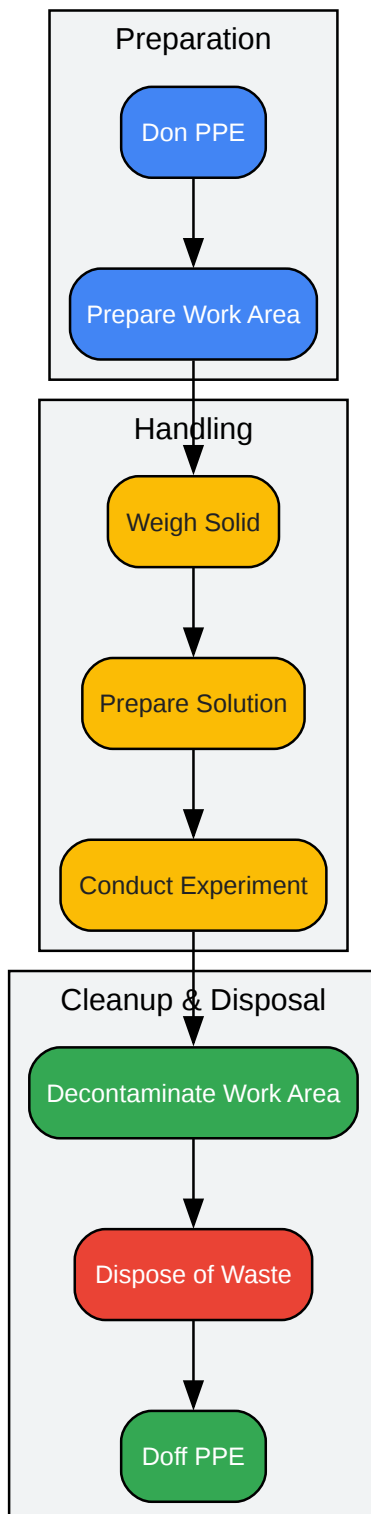 Preparation
Don PPE
Prepare Work Area
Handling
Weigh Solid
Prepare Solution
Conduct Experiment
Cleanup & Disposal
Decontaminate Work Area
Dispose of Waste
Doff PPE